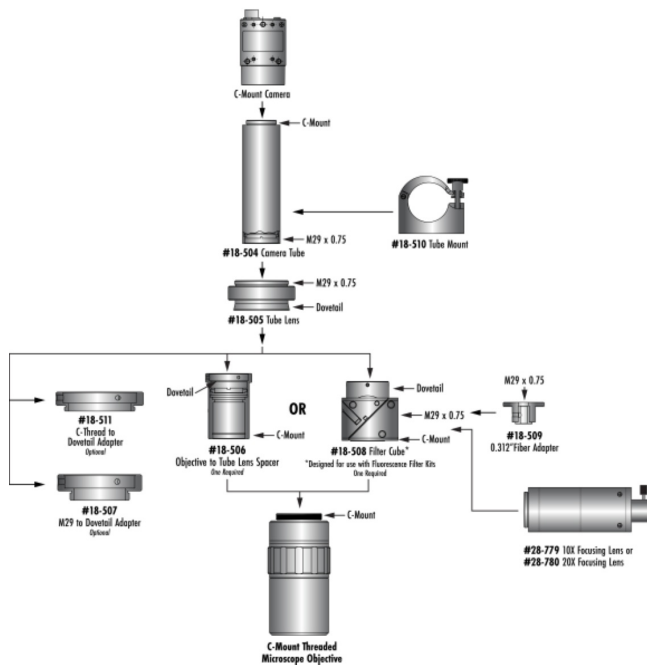 C-Mount Camera
C-Mount
M29 x 0.75
#18-504 Camera Tube
#18-510 Tube Mount
M29 x 0.75
Dovetail
#18-505 Tube Lens
#18-511
C-Thread to
Dovetail Adapter
Optional
#18-507
M29 to Dovetail Adapter
Optional
Dovetail
C-Mount
#18-506
Objective to Tube Lens Spacer
One Required
OR
Dovetail
M29 x 0.75
C-Mount
#18-508 Filter Cube*
*Designed for use with Fluorescence Filter Kits
One Required
M29 x 0.75
#18-509
0.312"Fiber Adapter
#28-779 10X Focusing Lens or
#28-780 20X Focusing Lens
C-Mount
C-Mount Threaded
Microscope Objective